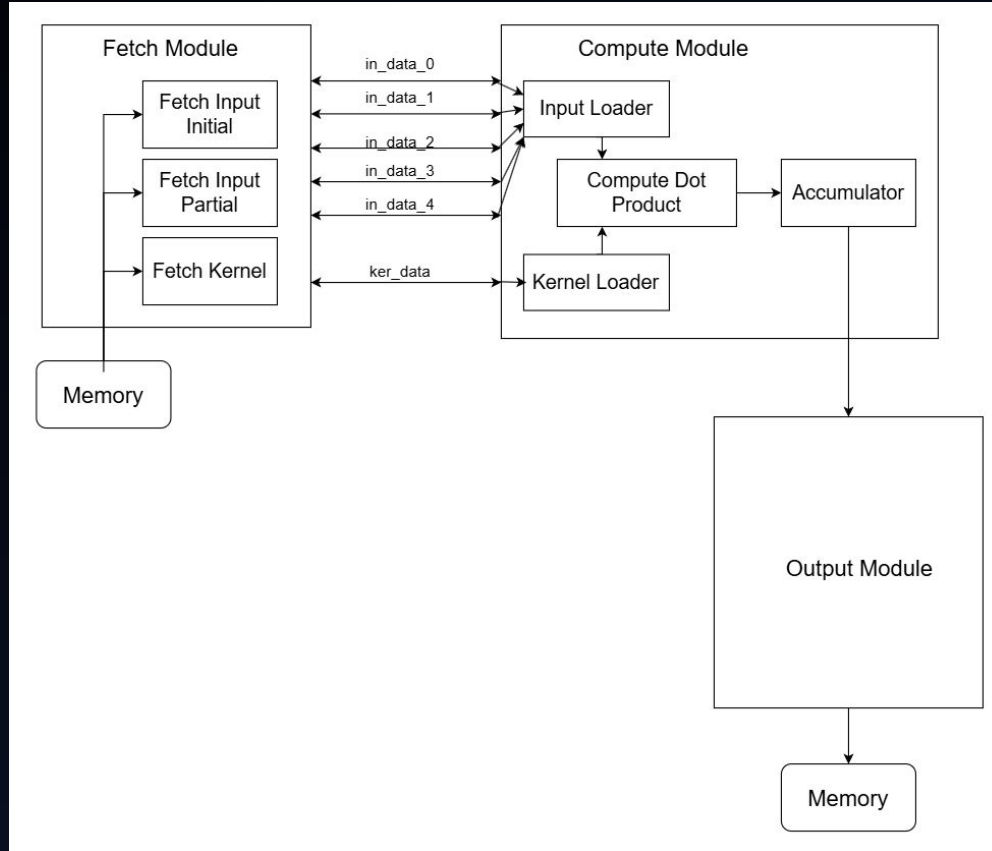 Fetch Module
Fetch Input
Initial
Fetch Input
Partial
Fetch Kernel
Memory
in_data_0
in_data_1
in_data_2
in_data_3
in_data_4
ker_data
Compute Module
Input Loader
Compute Dot
Product
Accumulator
Kernel Loader
Output Module
Memory